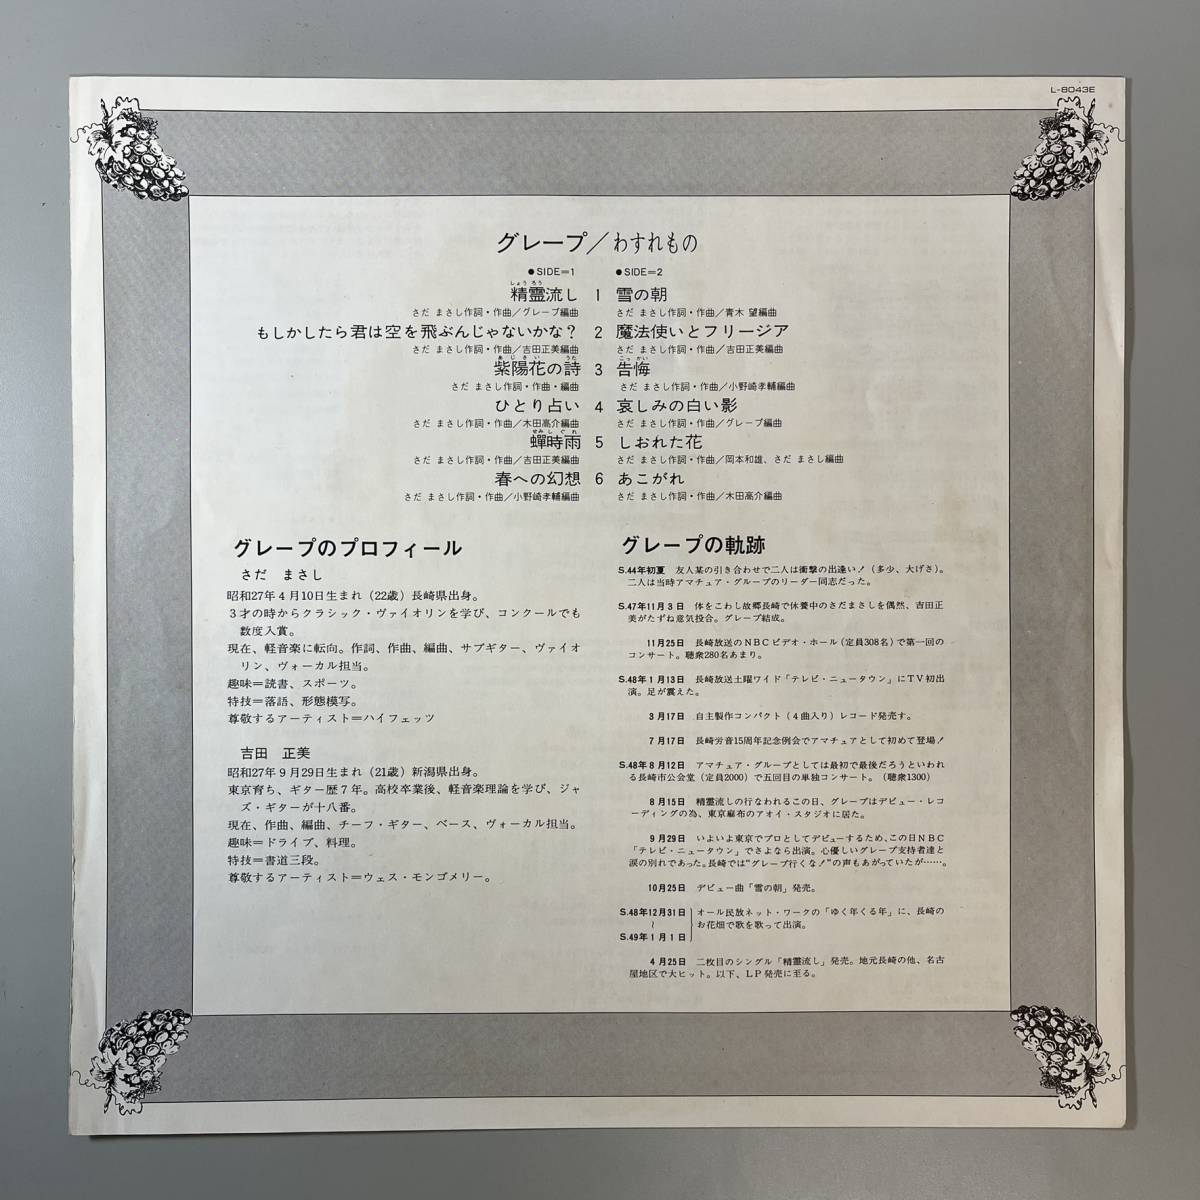 L-8043E
グレープ／わすれもの
●SIDE=1
しょうろう
精霊流し 1
さだ まさし作詞・作曲／グレープ編曲
もしかしたら君は空を飛ぶんじゃないかな？ 2
さだ まさし作詞・作曲／吉田正美編曲
あじさい うた
紫陽花の詩 3
さだ まさし作詞・作曲・編曲
ひとり占い 4
さだ まさし作詞・作曲／木田高介編曲
せみしぐれ
蟬時雨 5
さだ まさし作詞・作曲／吉田正美編曲
春への幻想 6
さだ まさし作詞・作曲／小野崎孝輔編曲
●SIDE=2
雪の朝
さだ まさし作詞・作曲／青木 望編曲
魔法使いとフリージア
さだ まさし作詞・作曲／吉田正美編曲
こっかい
告悔
さだ まさし作詞・作曲／小野崎孝輔編曲
哀しみの白い影
さだ まさし作詞・作曲／グレープ編曲
しおれた花
さだ まさし作詞・作曲／岡本和雄、さだ まさし編曲
あこがれ
さだ まさし作詞・作曲／木田高介編曲
グレープのプロフィール
さだ まさし
昭和27年4月10日生まれ（22歳）長崎県出身。
3才の時からクラシック・ヴァイオリンを学び、コンクールでも
数度入賞。
現在、軽音楽に転向。作詞、作曲、編曲、サブギター、ヴァイオ
リン、ヴォーカル担当。
趣味＝読書、スポーツ。
特技＝落語、形態模写。
尊敬するアーティスト＝ハイフェッツ
吉田 正美
昭和27年9月29日生まれ（21歳）新潟県出身。
東京育ち、ギター歴7年。高校卒業後、軽音楽理論を学び、ジャ
ズ・ギターが十八番。
現在、作曲、編曲、チーフ・ギター、ベース、ヴォーカル担当。
趣味＝ドライブ、料理。
特技＝書道三段。
尊敬するアーティスト＝ウェス・モンゴメリー。
グレープの軌跡
S.44年初夏 友人某の引き合わせで二人は衝撃の出逢い！（多少、大げさ）。
二人は当時アマチュア・グループのリーダー同志だった。
S.47年11月3日 体をこわし故郷長崎で休養中のさだまさしを偶然、吉田正
美がたずね意気投合。グレープ結成。
11月25日 長崎放送のNBCビデオ・ホール（定員308名）で第一回の
コンサート。聴衆280名あまり。
S.48年1月13日 長崎放送土曜ワイド「テレビ・ニュータウン」にTV初出
演。足が震えた。
3月17日 自主製作コンパクト（4曲入り）レコード発売す。
7月17日 長崎労音15周年記念例会でアマチュアとして初めて登場！
S.48年8月12日 アマチュア・グループとしては最初で最後だろうといわれ
れる長崎市公会堂（定員2000）で五回目の単独コンサート。（聴衆1300）
8月15日 精霊流しの行なわれるこの日、グレープはデビュー・レコ
ーディングの為、東京麻布のアオイ・スタジオに居た。
9月29日 いよいよ東京でプロとしてデビューするため、この日NBC
「テレビ・ニュータウン」でさよなら出演。心優しいグレープ支持者達と
涙の別れであった。長崎では“グレープ行くな！”の声もあがっていたが……。
10月25日 デビュー曲「雪の朝」発売。
S.48年12月31日
〜
S.49年1月1日
オール民放ネット・ワークの「ゆく年くる年」に、長崎の
お花畑で歌を歌って出演。
4月25日 二枚目のシングル「精霊流し」発売。地元長崎の他、名古
屋地区で大ヒット。以下、LP発売に至る。